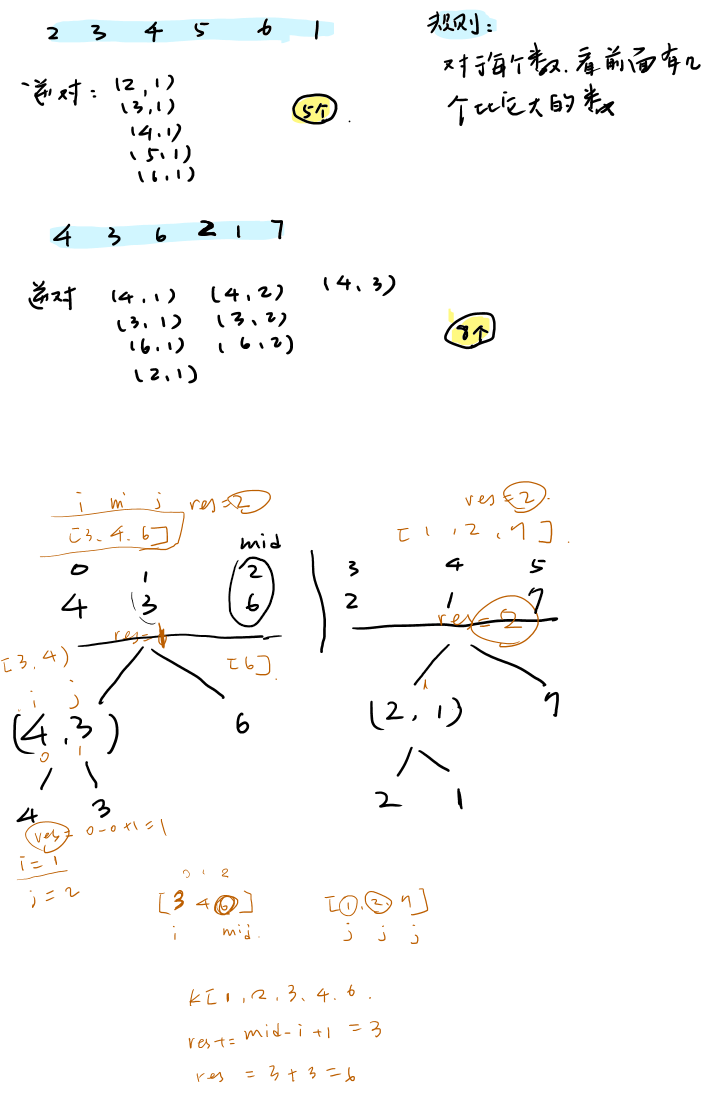 2 3 4 5 6 1
规则:
对于每个数,看前面有几
个比它大的数
逆对: (2,1)
(3,1)
(4,1)
(5,1)
(6,1)
5个
4 3 6 2 1 7
逆对 (4,1) (4,2) (4,3)
(3,1) (3,2)
(6,1) (6,2)
(2,1)
8个
i m j res=2
[3,4,6]
res=2
[1,2,7]
mid
0 1 2
4 3 6
3 4 5
2 1 7
res=
res=2
[3,4)
[6]
i j
(4,3)
0 1
6
4 3
(2,1) 7
2 1
res= 0-0+1=1
i=1
j=2
0 1 2
[3 4 6] [1,2,7]
i mid. j j j
k[1,2,3,4,6.
res+=mid-i+1=3
res =3+3=6